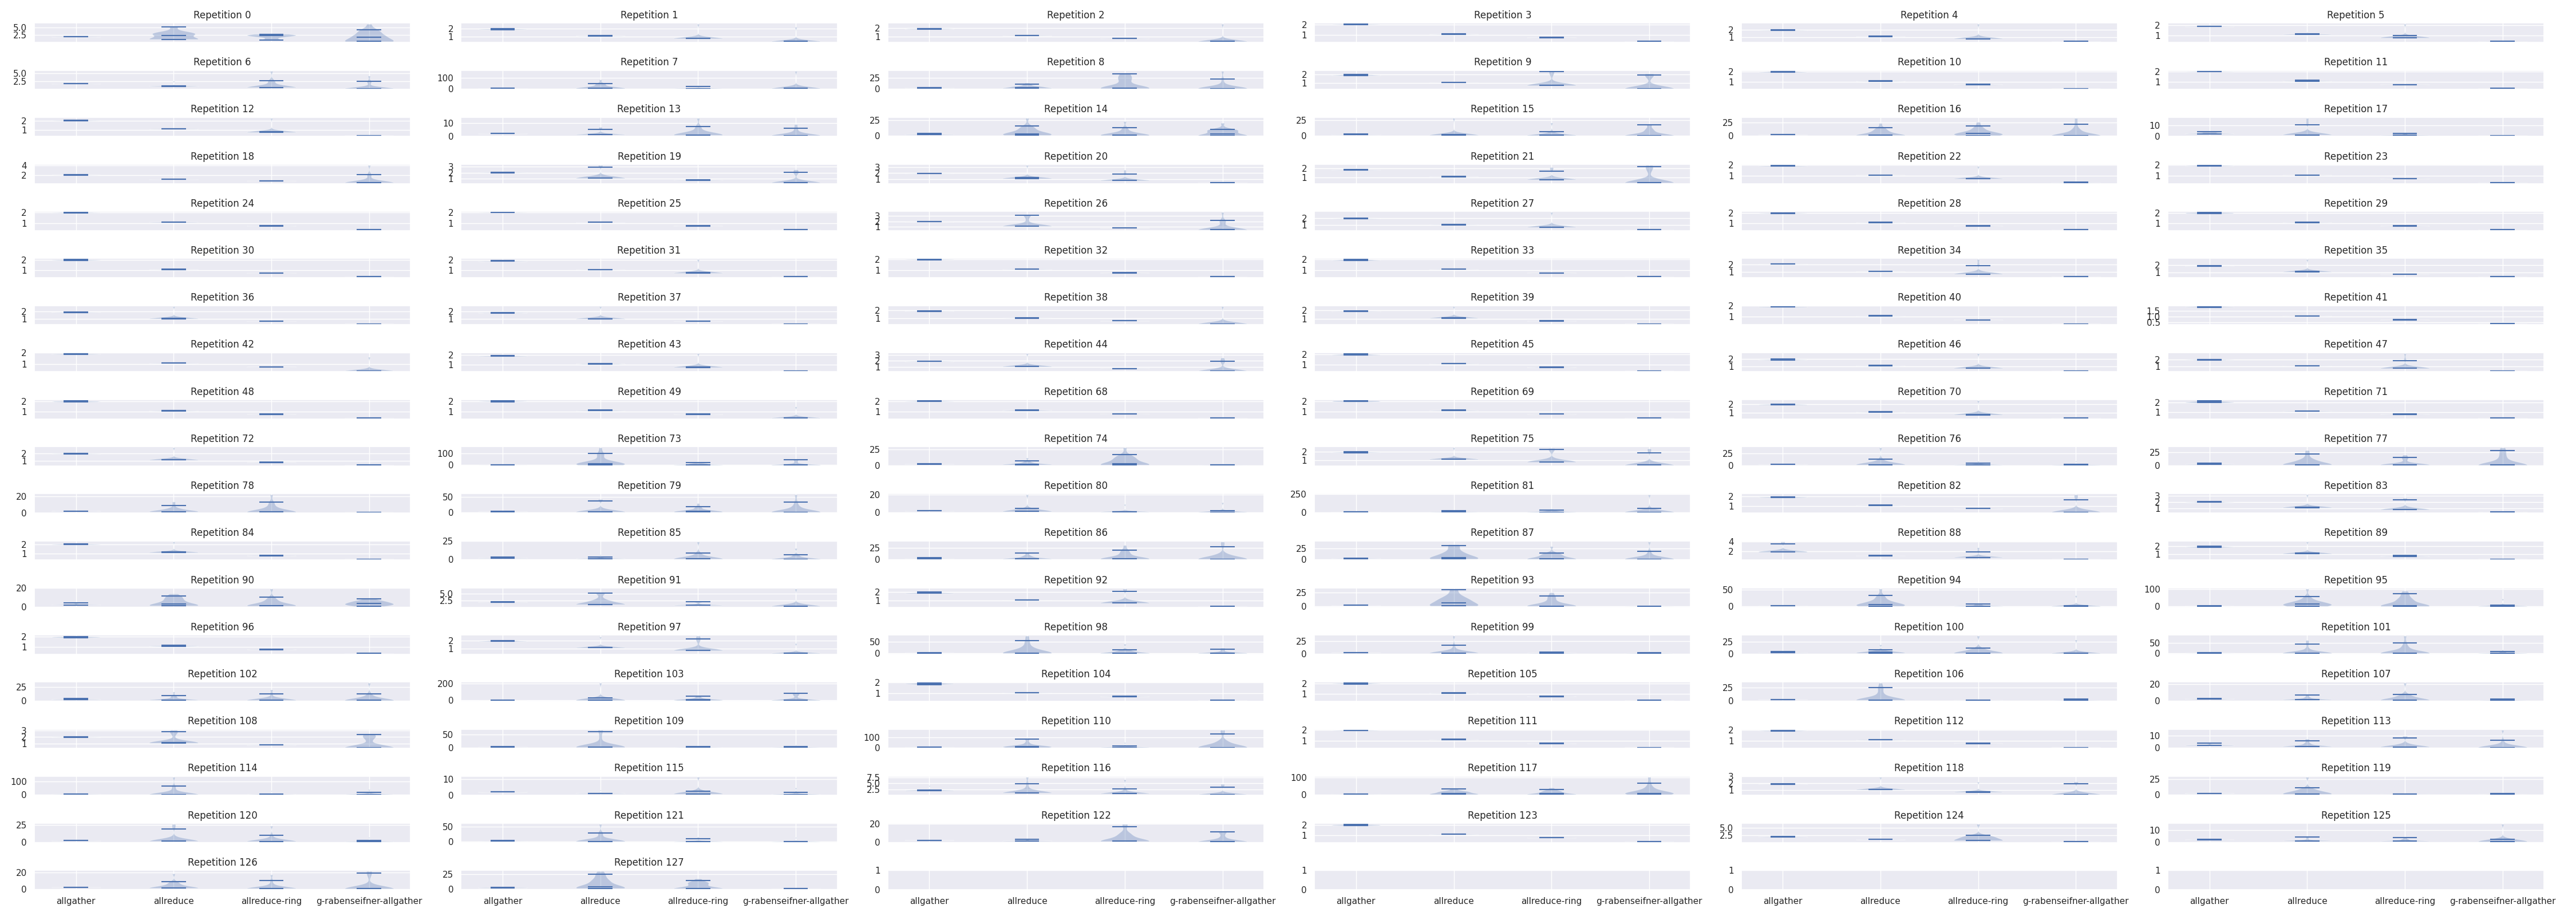 Repetition 0 Repetition 1 Repetition 2 Repetition 3 Repetition 4 Repetition 5
5.0 2.5 2 1 2 1 2 1 2 1 2 1
Repetition 6 Repetition 7 Repetition 8 Repetition 9 Repetition 10 Repetition 11
5.0 2.5 100 0 25 0 2 1 2 1 2 1
Repetition 12 Repetition 13 Repetition 14 Repetition 15 Repetition 16 Repetition 17
2 1 10 0 25 0 25 0 25 0 10 0
Repetition 18 Repetition 19 Repetition 20 Repetition 21 Repetition 22 Repetition 23
4 2 3 2 1 3 2 1 2 1 2 1 2 1
Repetition 24 Repetition 25 Repetition 26 Repetition 27 Repetition 28 Repetition 29
2 1 2 1 3 2 1 2 1 2 1 2 1
Repetition 30 Repetition 31 Repetition 32 Repetition 33 Repetition 34 Repetition 35
2 1 2 1 2 1 2 1 2 1 2 1
Repetition 36 Repetition 37 Repetition 38 Repetition 39 Repetition 40 Repetition 41
2 1 2 1 2 1 2 1 2 1 1.5 1.0 0.5
Repetition 42 Repetition 43 Repetition 44 Repetition 45 Repetition 46 Repetition 47
2 1 2 1 3 2 1 2 1 2 1 2 1
Repetition 48 Repetition 49 Repetition 68 Repetition 69 Repetition 70 Repetition 71
2 1 2 1 2 1 2 1 2 1 2 1
Repetition 72 Repetition 73 Repetition 74 Repetition 75 Repetition 76 Repetition 77
2 1 100 0 25 0 2 1 25 0 25 0
Repetition 78 Repetition 79 Repetition 80 Repetition 81 Repetition 82 Repetition 83
20 0 50 0 20 0 250 0 2 1 3 2 1
Repetition 84 Repetition 85 Repetition 86 Repetition 87 Repetition 88 Repetition 89
2 1 25 0 25 0 25 0 4 2 2 1
Repetition 90 Repetition 91 Repetition 92 Repetition 93 Repetition 94 Repetition 95
20 0 5.0 2.5 2 1 25 0 50 0 100 0
Repetition 96 Repetition 97 Repetition 98 Repetition 99 Repetition 100 Repetition 101
2 1 2 1 50 0 25 0 25 0 50 0
Repetition 102 Repetition 103 Repetition 104 Repetition 105 Repetition 106 Repetition 107
25 0 200 0 2 1 2 1 25 0 20 0
Repetition 108 Repetition 109 Repetition 110 Repetition 111 Repetition 112 Repetition 113
3 2 1 50 0 100 0 2 1 2 1 10 0
Repetition 114 Repetition 115 Repetition 116 Repetition 117 Repetition 118 Repetition 119
100 0 10 0 7.5 5.0 2.5 100 0 3 2 1 25 0
Repetition 120 Repetition 121 Repetition 122 Repetition 123 Repetition 124 Repetition 125
25 0 50 0 20 0 2 1 5.0 2.5 10 0
Repetition 126 Repetition 127
20 0 25 0 1 0 1 0 1 0 1 0
allgather allreduce allreduce-ring g-rabenseifner-allgather allgather allreduce allreduce-ring g-rabenseifner-allgather allgather allreduce allreduce-ring g-rabenseifner-allgather allgather allreduce allreduce-ring g-rabenseifner-allgather allgather allreduce allreduce-ring g-rabenseifner-allgather allgather allreduce allreduce-ring g-rabenseifner-allgather